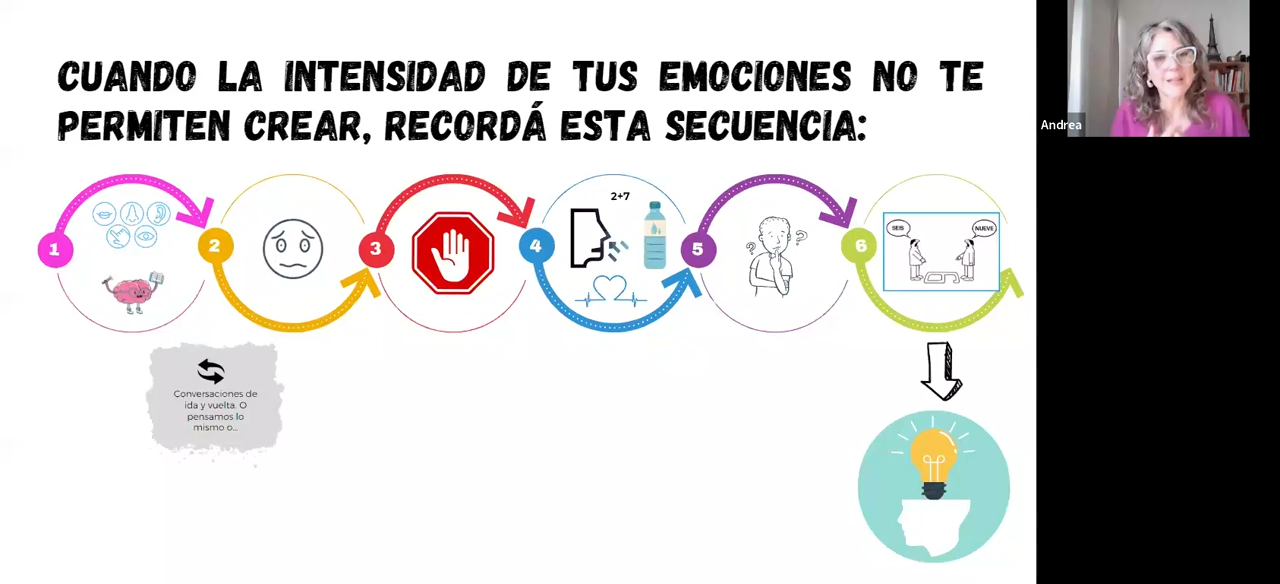 CUANDO LA INTENSIDAD DE TUS EMOCIONES NO TE
PERMITEN CREAR, RECORDÁ ESTA SECUENCIA:
Andrea
1
2
3
4
5
6
2+7
SEIS
NUEVE
Conversaciones de
ida y vuelta. O
pensamos lo
mismo o...